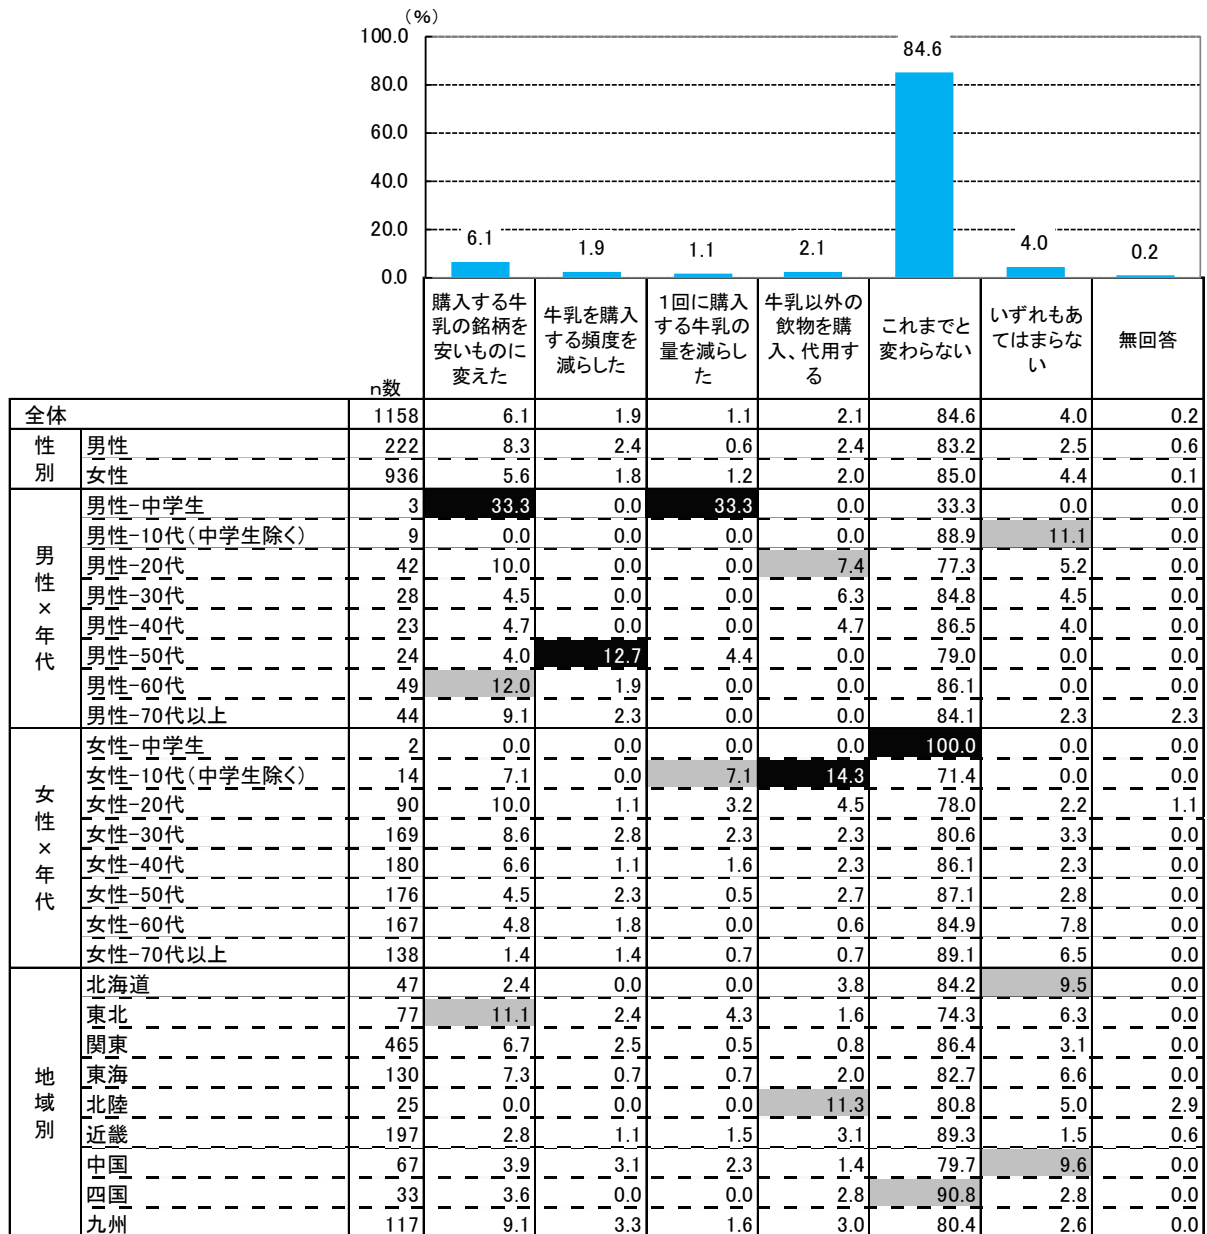 （％）
100.0
80.0
60.0
40.0
20.0
0.0
6.1 1.9 1.1 2.1 84.6 4.0 0.2
n数
購入する牛
乳の銘柄を
安いものに
変えた
牛乳を購入
する頻度を
減らした
1回に購入
する牛乳の
量を減らし
た
牛乳以外の
飲物を購
入、代用す
る
これまでと
変わらない
いずれもあ
てはまらな
い
無回答
全体 1158 6.1 1.9 1.1 2.1 84.6 4.0 0.2
性別
男性 222 8.3 2.4 0.6 2.4 83.2 2.5 0.6
女性 936 5.6 1.8 1.2 2.0 85.0 4.4 0.1
男性×年代
男性-中学生 3 33.3 0.0 33.3 0.0 33.3 0.0 0.0
男性-10代（中学生除く） 9 0.0 0.0 0.0 0.0 88.9 11.1 0.0
男性-20代 42 10.0 0.0 0.0 7.4 77.3 5.2 0.0
男性-30代 28 4.5 0.0 0.0 6.3 84.8 4.5 0.0
男性-40代 23 4.7 0.0 0.0 4.7 86.5 4.0 0.0
男性-50代 24 4.0 12.7 4.4 0.0 79.0 0.0 0.0
男性-60代 49 12.0 1.9 0.0 0.0 86.1 0.0 0.0
男性-70代以上 44 9.1 2.3 0.0 0.0 84.1 2.3 2.3
女性×年代
女性-中学生 2 0.0 0.0 0.0 0.0 100.0 0.0 0.0
女性-10代（中学生除く） 14 7.1 0.0 7.1 14.3 71.4 0.0 0.0
女性-20代 90 10.0 1.1 3.2 4.5 78.0 2.2 1.1
女性-30代 169 8.6 2.8 2.3 2.3 80.6 3.3 0.0
女性-40代 180 6.6 1.1 1.6 2.3 86.1 2.3 0.0
女性-50代 176 4.5 2.3 0.5 2.7 87.1 2.8 0.0
女性-60代 167 4.8 1.8 0.0 0.6 84.9 7.8 0.0
女性-70代以上 138 1.4 1.4 0.7 0.7 89.1 6.5 0.0
地域別
北海道 47 2.4 0.0 0.0 3.8 84.2 9.5 0.0
東北 77 11.1 2.4 4.3 1.6 74.3 6.3 0.0
関東 465 6.7 2.5 0.5 0.8 86.4 3.1 0.0
東海 130 7.3 0.7 0.7 2.0 82.7 6.6 0.0
北陸 25 0.0 0.0 0.0 11.3 80.8 5.0 2.9
近畿 197 2.8 1.1 1.5 3.1 89.3 1.5 0.6
中国 67 3.9 3.1 2.3 1.4 79.7 9.6 0.0
四国 33 3.6 0.0 0.0 2.8 90.8 2.8 0.0
九州 117 9.1 3.3 1.6 3.0 80.4 2.6 0.0